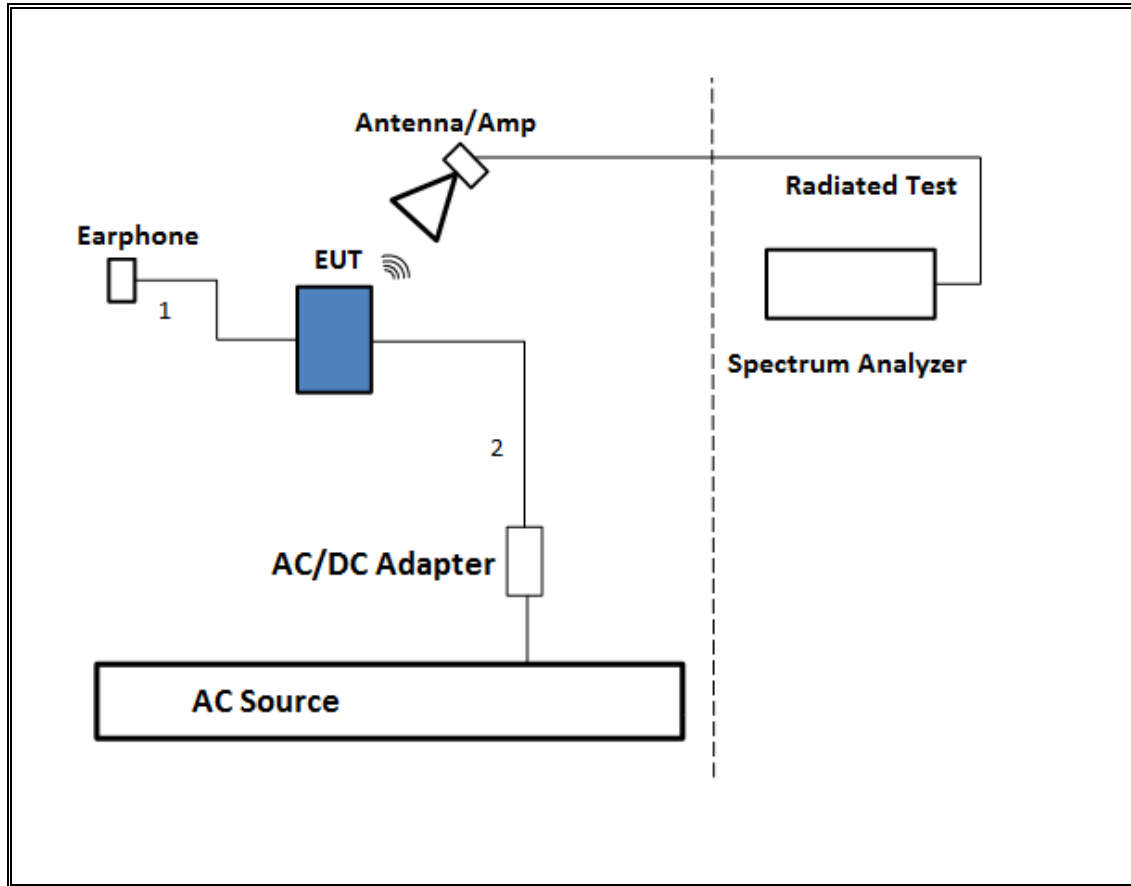 Antenna/Amp
Radiated Test
Earphone
EUT
1
Spectrum Analyzer
2
AC/DC Adapter
AC Source